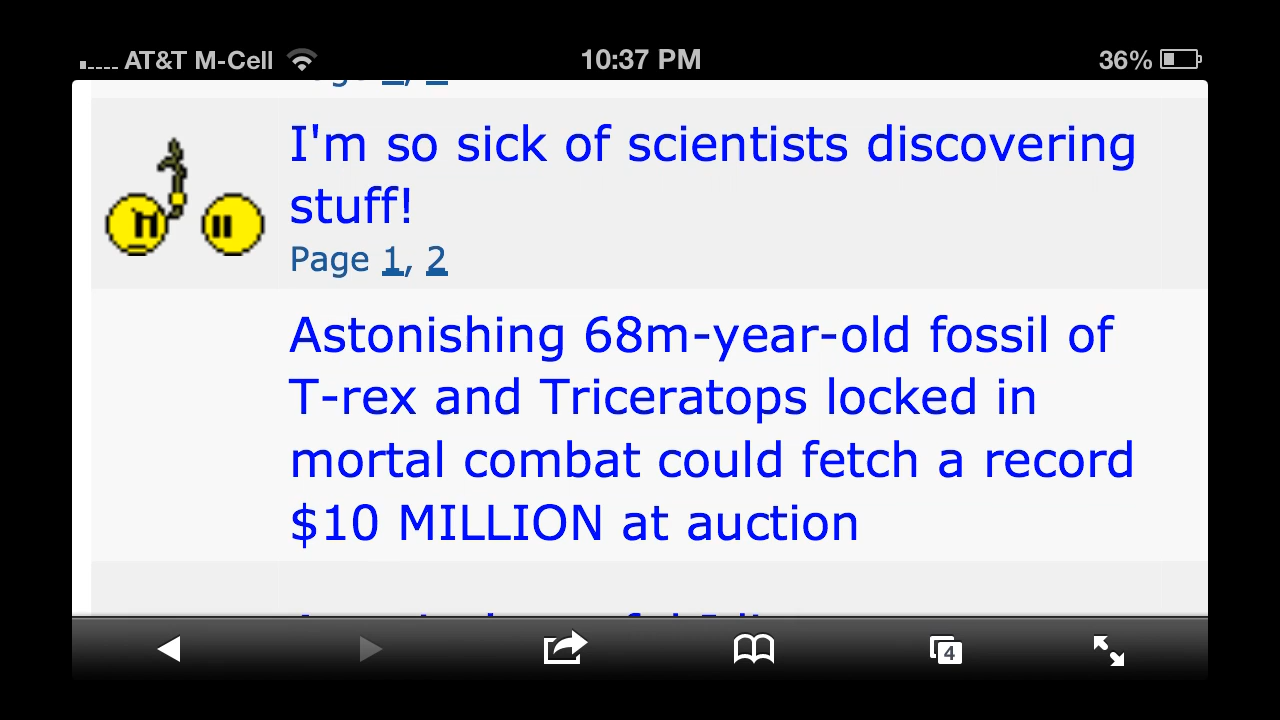 AT&T M-Cell 10:37 PM 36%
I'm so sick of scientists discovering
stuff!
Page 1, 2
Astonishing 68m-year-old fossil of
T-rex and Triceratops locked in
mortal combat could fetch a record
$10 MILLION at auction
4